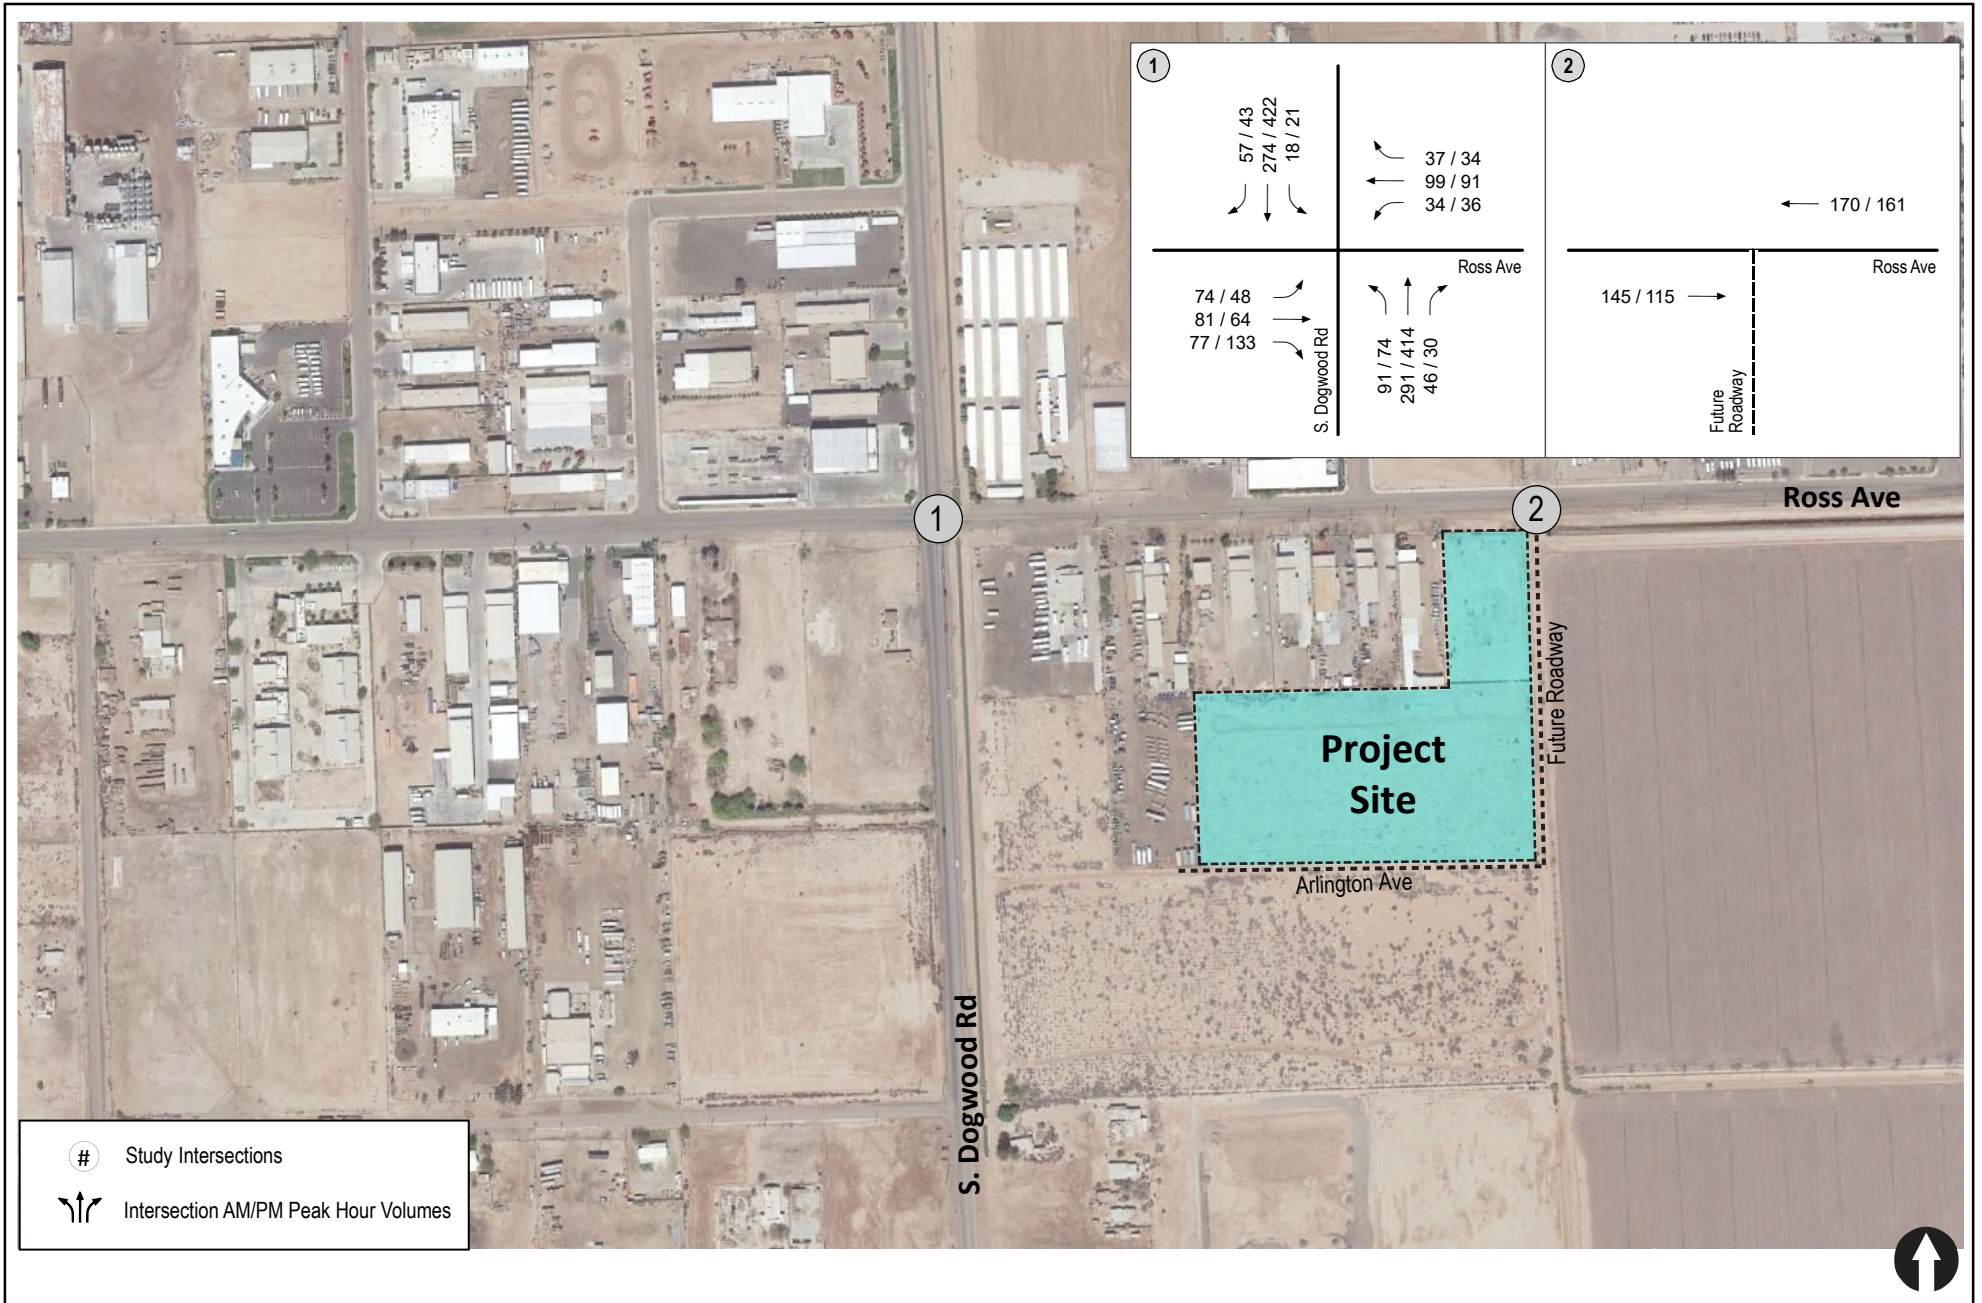 1
57 / 43
274 / 422
18 / 21
37 / 34
99 / 91
34 / 36
Ross Ave
74 / 48
81 / 64
77 / 133
S. Dogwood Rd
91 / 74
291 / 414
46 / 30
2
170 / 161
Ross Ave
145 / 115
Future
Roadway
Ross Ave
1
2
Future Roadway
Project
Site
Arlington Ave
S. Dogwood Rd
# Study Intersections
Intersection AM/PM Peak Hour Volumes